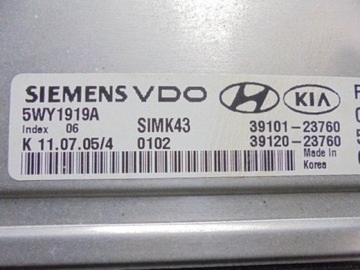 SIEMENS VDO HYUNDAI KIA
5WY1919A
Index 06 SIMK43 39101-23760
K 11.07.05/4 0102 39120-23760
Made in
Korea